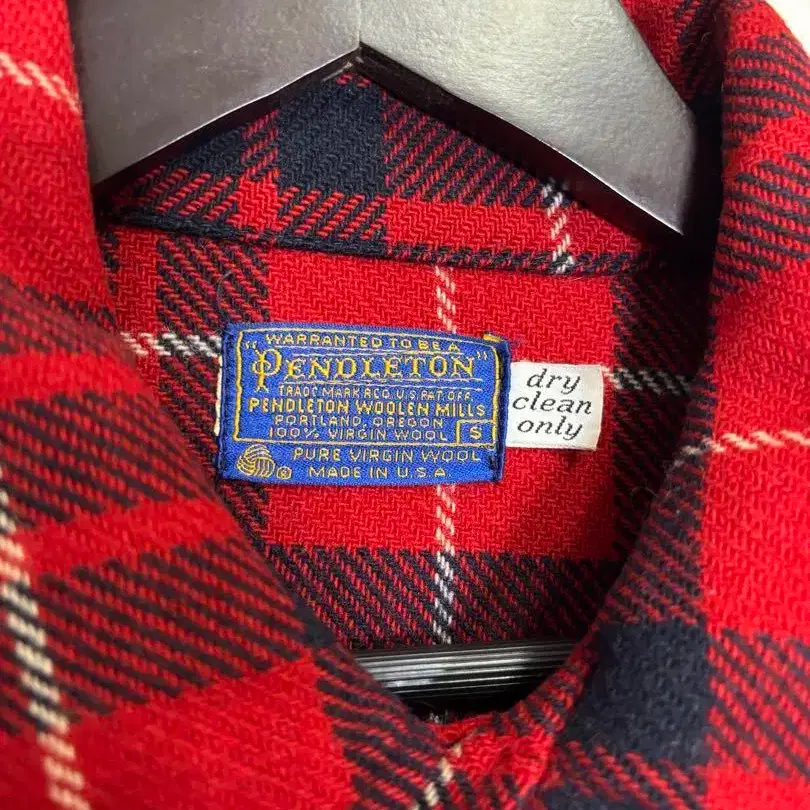 WARRANTED TO BE A
"PENDLETON"
TRADE MARK REG. U.S. PAT. OFF.
PENDLETON WOOLEN MILLS
PORTLAND, OREGON
100% VIRGIN WOOL S
PURE VIRGIN WOOL
® MADE IN U.S.A
dry
clean
only